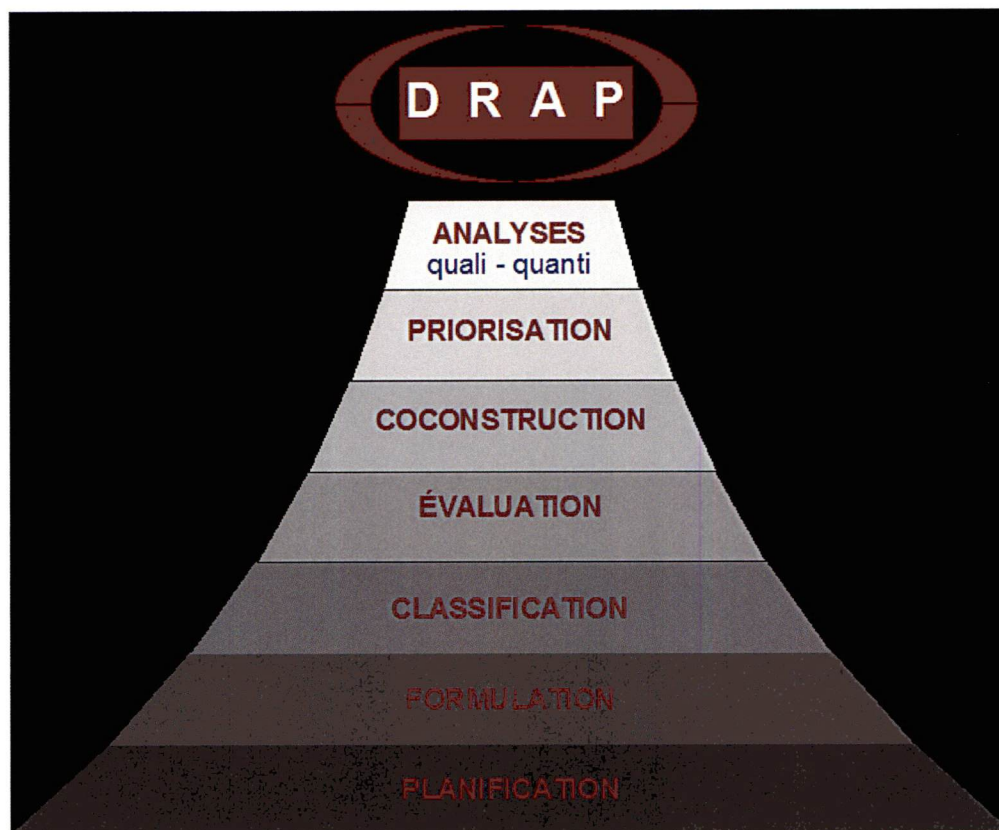 D R A P
ANALYSES
quali - quanti
PRIORISATION
COCONSTRUCTION
ÉVALUATION
CLASSIFICATION
FORMULATION
PLANIFICATION